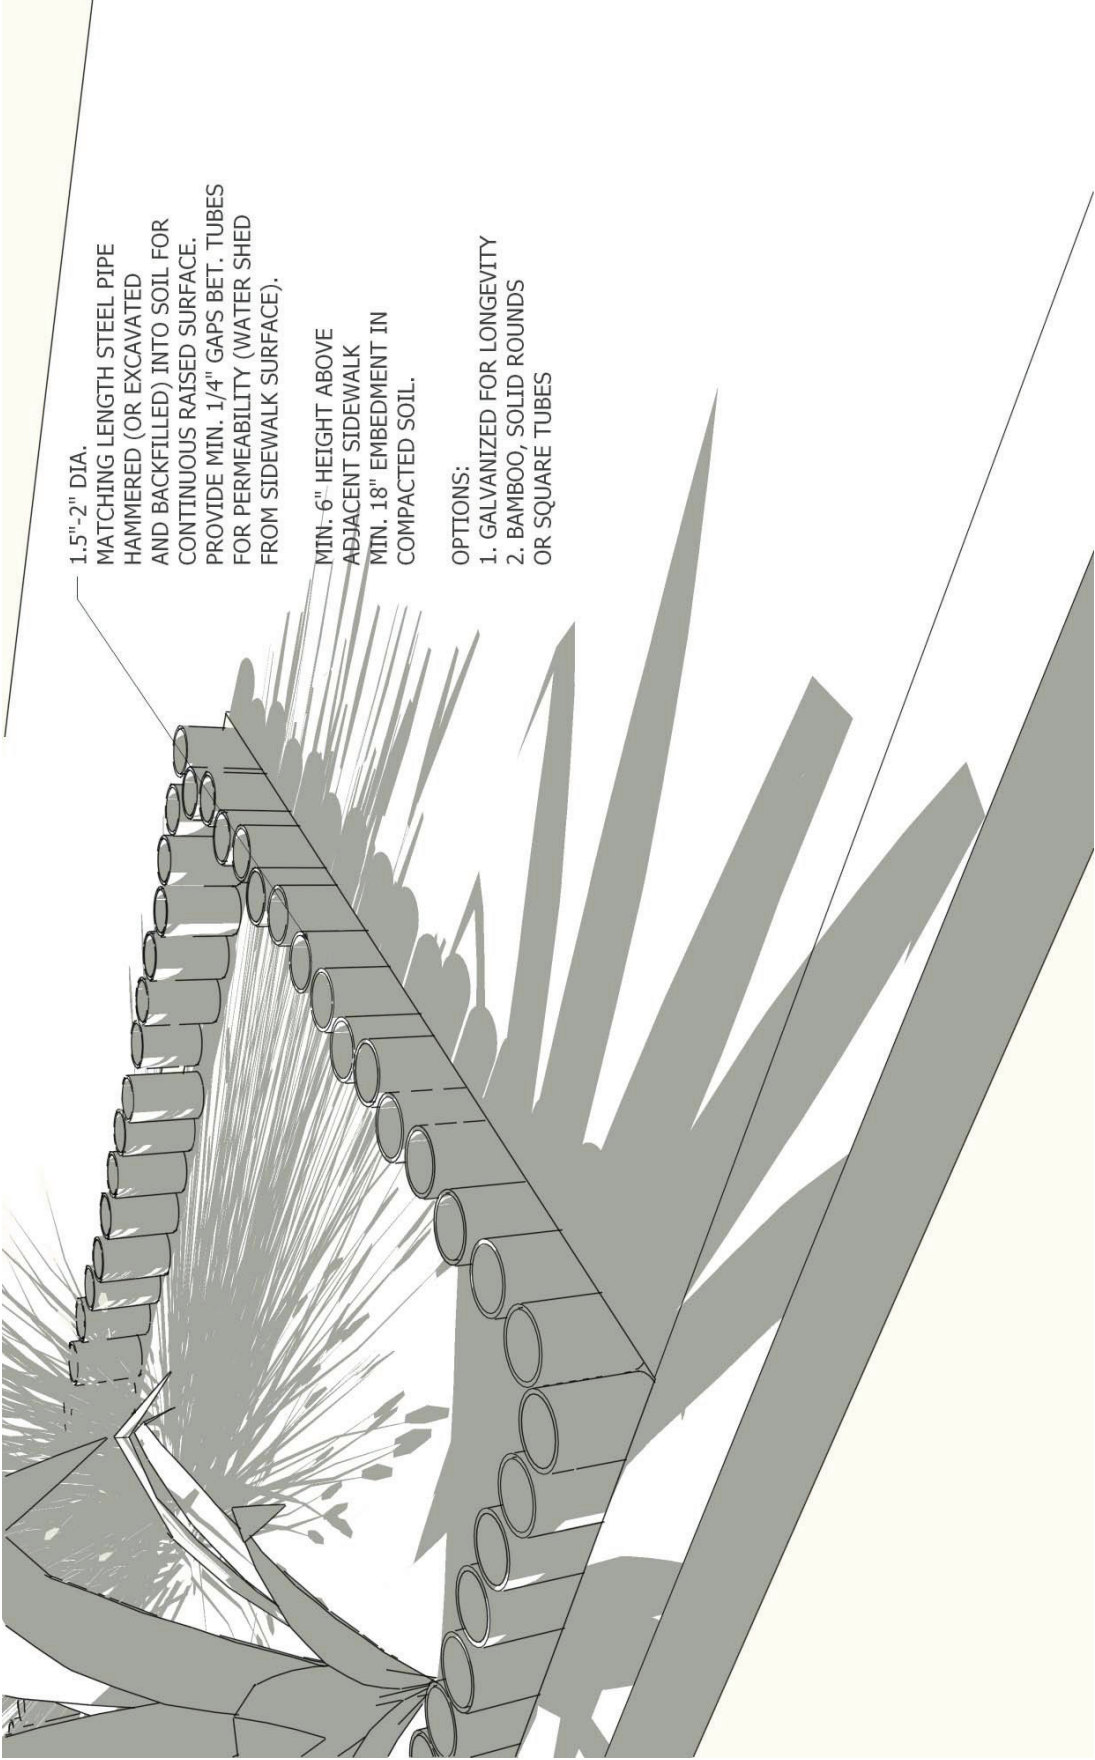 1.5"-2" DIA.
MATCHING LENGTH STEEL PIPE
HAMMERED (OR EXCAVATED
AND BACKFILLED) INTO SOIL FOR
CONTINUOUS RAISED SURFACE.
PROVIDE MIN. 1/4" GAPS BET. TUBES
FOR PERMEABILITY (WATER SHED
FROM SIDEWALK SURFACE).
MIN. 6" HEIGHT ABOVE
ADJACENT SIDEWALK
MIN. 18" EMBEDMENT IN
COMPACTED SOIL.
OPTIONS:
1. GALVANIZED FOR LONGEVITY
2. BAMBOO, SOLID ROUNDS
OR SQUARE TUBES